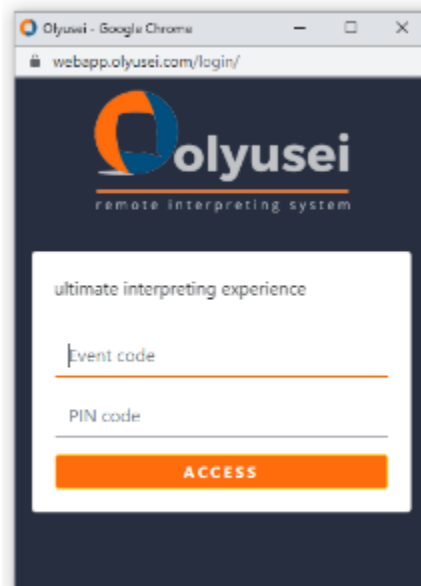 Olyusei - Google Chrome
webapp.olyusei.com/login/
olyusei
remote interpreting system
ultimate interpreting experience
Event code
PIN code
ACCESS